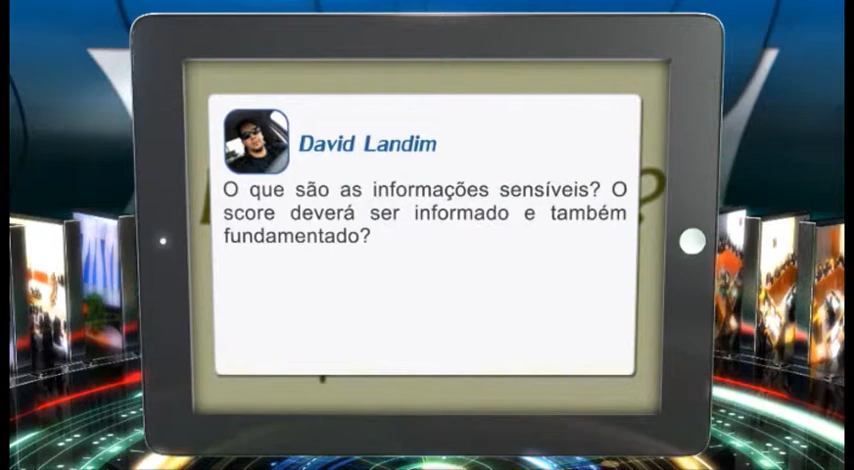 David Landim
O que são as informações sensíveis? O
score deverá ser informado e também
fundamentado?
?